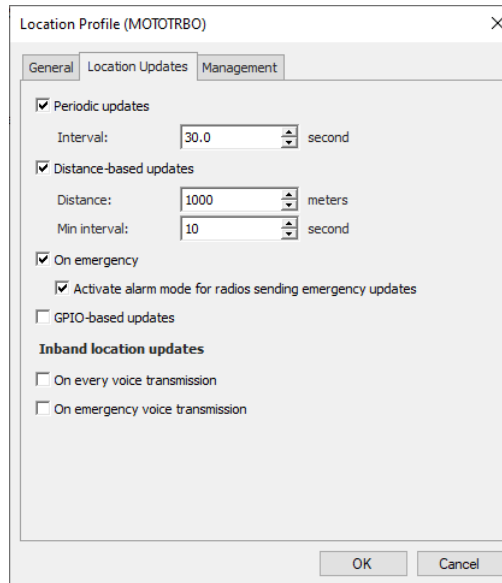 Location Profile (MOTOTRBO)
General Location Updates Management
Periodic updates
Interval: 30.0 second
Distance-based updates
Distance: 1000 meters
Min interval: 10 second
On emergency
Activate alarm mode for radios sending emergency updates
GPIO-based updates
Inband location updates
On every voice transmission
On emergency voice transmission
OK Cancel